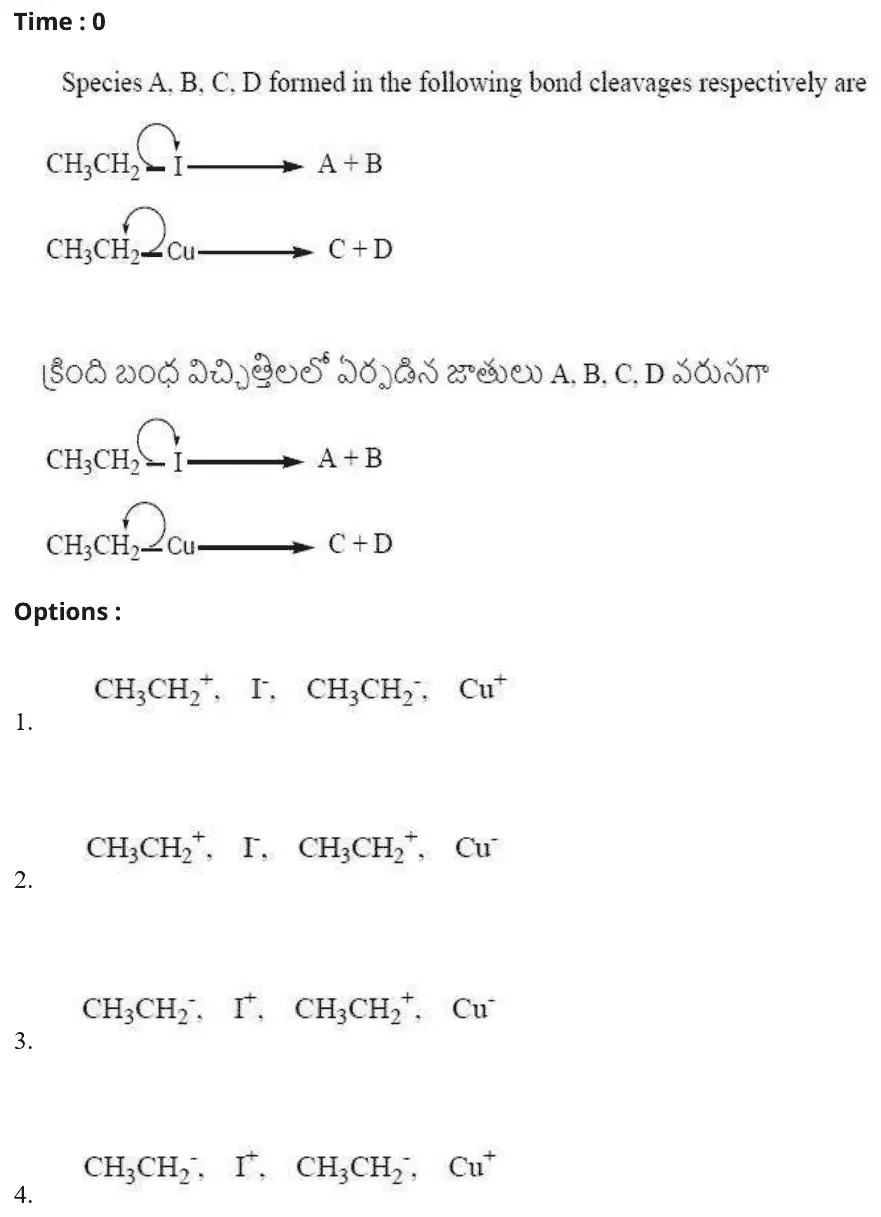 Time : 0
Species A, B, C, D formed in the following bond cleavages respectively are
CH₃CH₂–I → A + B
CH₃CH₂–Cu → C + D
క్రింది బంధ విచ్ఛిత్తిలలో ఏర్పడిన జాతులు A, B, C, D వరుసగా
CH₃CH₂–I → A + B
CH₃CH₂–Cu → C + D
Options :
1. CH₃CH₂⁺, I⁻, CH₃CH₂⁻, Cu⁺
2. CH₃CH₂⁺, I⁻, CH₃CH₂⁺, Cu⁻
3. CH₃CH₂⁻, I⁺, CH₃CH₂⁺, Cu⁻
4. CH₃CH₂⁻, I⁺, CH₃CH₂⁻, Cu⁺